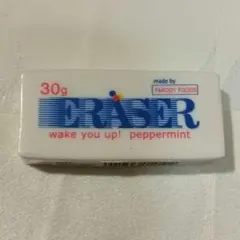 30g
made by
PARODY FOODS
ERASER
wake you up! peppermint